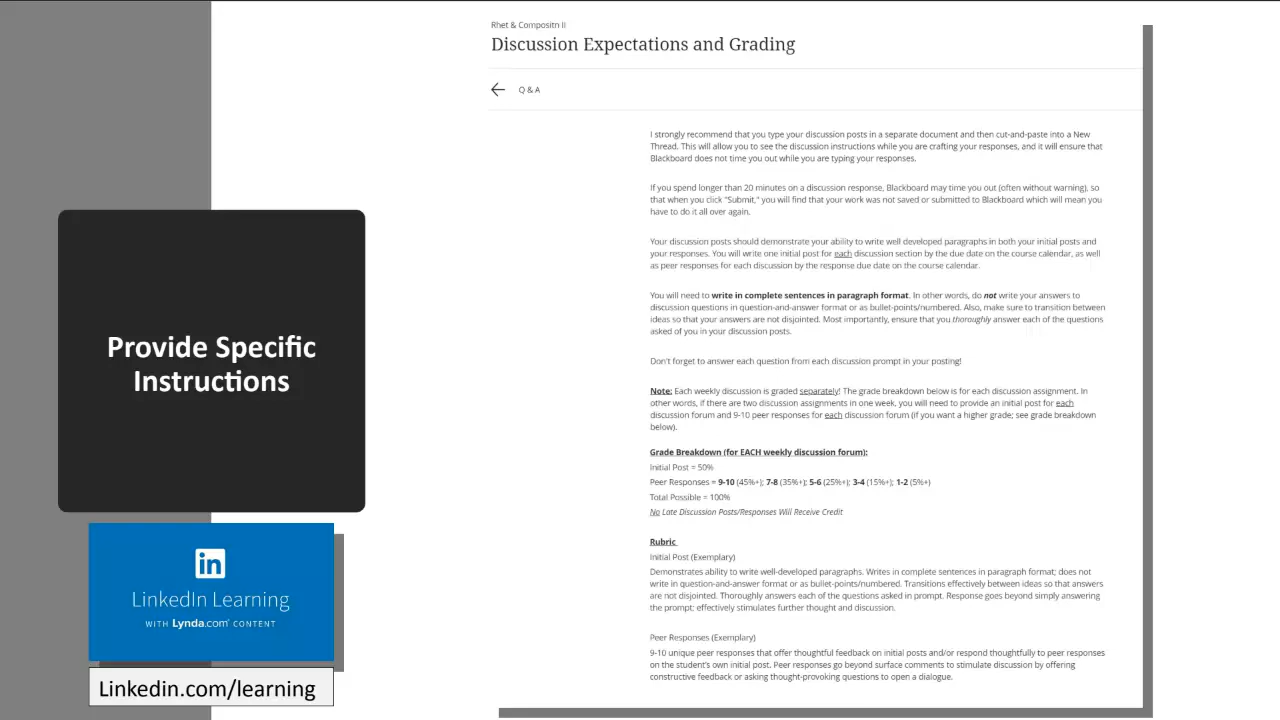 Rhet & Compositn II
Discussion Expectations and Grading
Q & A
I strongly recommend that you type your discussion posts in a separate document and then cut-and-paste into a New
Thread. This will allow you to see the discussion instructions while you are crafting your responses, and it will ensure that
Blackboard does not time you out while you are typing your responses.
If you spend longer than 20 minutes on a discussion response, Blackboard may time you out (often without warning), so
that when you click "Submit," you will find that your work was not saved or submitted to Blackboard which will mean you
have to do it all over again.
Your discussion posts should demonstrate your ability to write well developed paragraphs in both your initial posts and
your responses. You will write one initial post for each discussion section by the due date on the course calendar, as well
as peer responses for each discussion by the response due date on the course calendar.
You will need to write in complete sentences in paragraph format. In other words, do not write your answers to
discussion questions in question-and-answer format or as bullet-points/numbered. Also, make sure to transition between
ideas so that your answers are not disjointed. Most importantly, ensure that you thoroughly answer each of the questions
asked of you in your discussion posts.
Don't forget to answer each question from each discussion prompt in your posting!
Note: Each weekly discussion is graded separately! The grade breakdown below is for each discussion assignment. In
other words, if there are two discussion assignments in one week, you will need to provide an initial post for each
discussion forum and 9-10 peer responses for each discussion forum (if you want a higher grade; see grade breakdown
below).
Grade Breakdown (for EACH weekly discussion forum):
Initial Post = 50%
Peer Responses = 9-10 (45%+); 7-8 (35%+); 5-6 (25%+); 3-4 (15%+); 1-2 (5%+)
Total Possible = 100%
No Late Discussion Posts/Responses Will Receive Credit
Rubric
Initial Post (Exemplary)
Demonstrates ability to write well-developed paragraphs. Writes in complete sentences in paragraph format; does not
write in question-and-answer format or as bullet-points/numbered. Transitions effectively between ideas so that answers
are not disjointed. Thoroughly answers each of the questions asked in prompt. Response goes beyond simply answering
the prompt; effectively stimulates further thought and discussion.
Peer Responses (Exemplary)
9-10 unique peer responses that offer thoughtful feedback on initial posts and/or respond thoughtfully to peer responses
on the student's own initial post. Peer responses go beyond surface comments to stimulate discussion by offering
constructive feedback or asking thought-provoking questions to open a dialogue.
Provide Specific
Instructions
in
LinkedIn Learning
WITH Lynda.com® CONTENT
Linkedin.com/learning